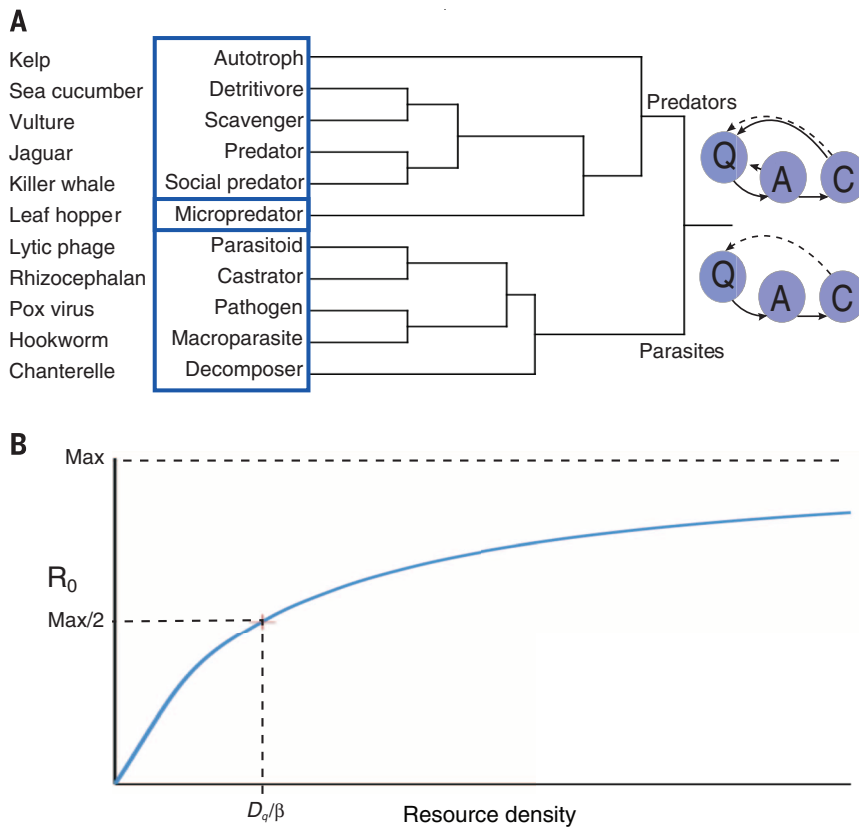 A
Kelp Autotroph
Sea cucumber Detritivore
Vulture Scavenger
Jaguar Predator
Killer whale Social predator
Leaf hopper Micropredator
Lytic phage Parasitoid
Rhizocephalan Castrator
Pox virus Pathogen
Hookworm Macroparasite
Chanterelle Decomposer
Predators
Q A C
Q A C
Parasites
B
Max
R0
Max/2
Dq/β
Resource density